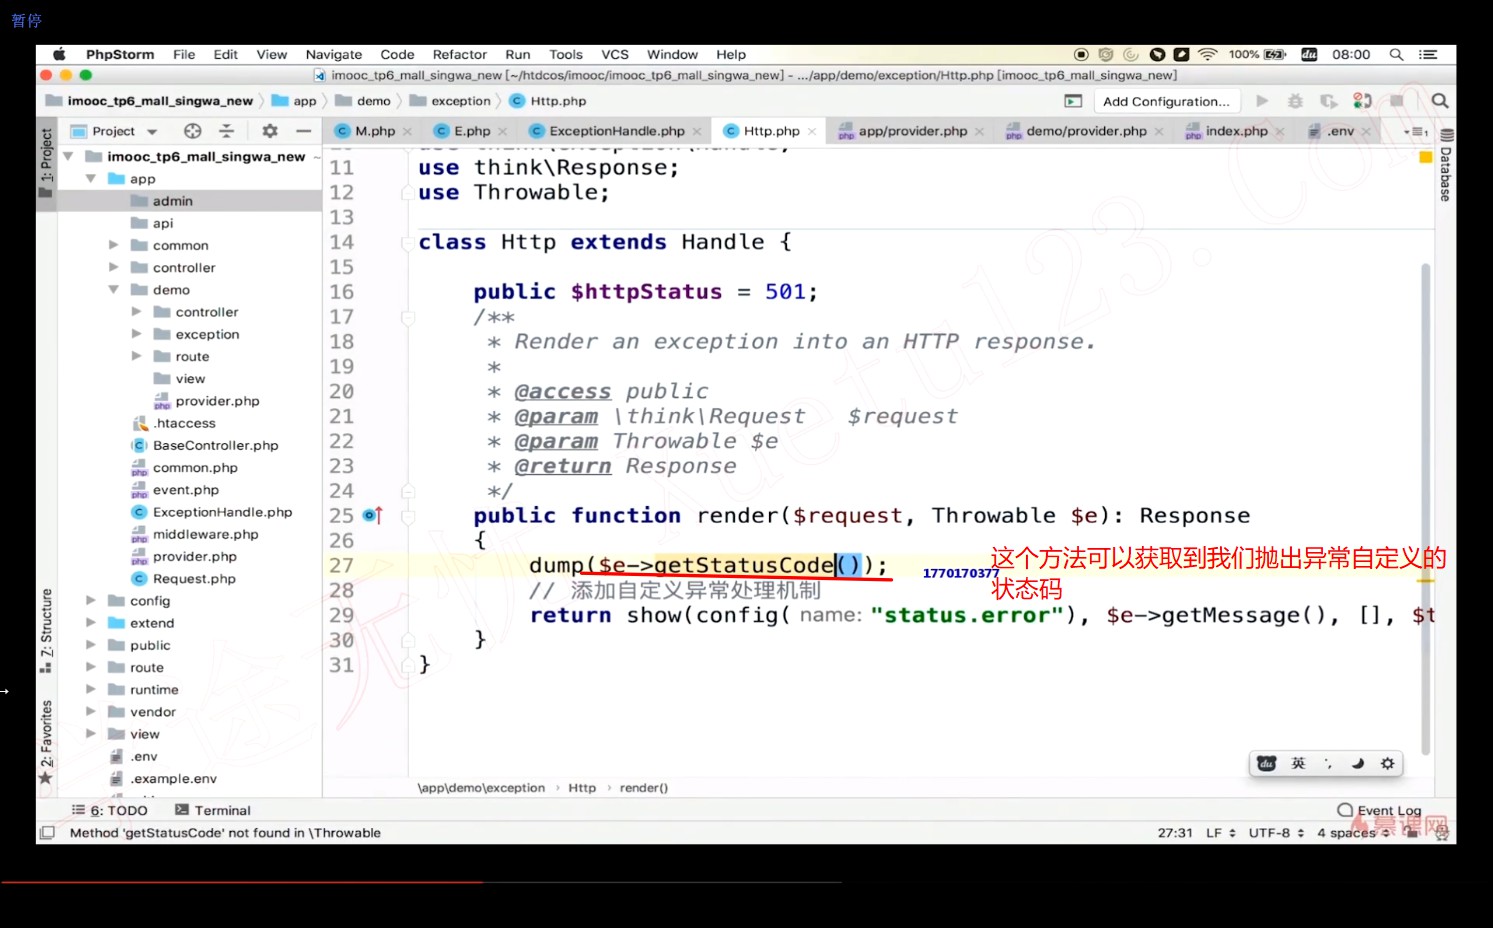 暂停
PhpStorm File Edit View Navigate Code Refactor Run Tools VCS Window Help 100% du 08:00
imooc_tp6_mall_singwa_new [~/htdcos/imooc/imooc_tp6_mall_singwa_new] - .../app/demo/exception/Http.php [imooc_tp6_mall_singwa_new]
imooc_tp6_mall_singwa_new app demo exception Http.php Add Configuration...
Project M.php E.php ExceptionHandle.php Http.php app/provider.php demo/provider.php index.php .env
1: Project
7: Structure
2: Favorites
Database
imooc_tp6_mall_singwa_new ~
app
admin
api
common
controller
demo
controller
exception
route
view
provider.php
.htaccess
BaseController.php
common.php
event.php
ExceptionHandle.php
middleware.php
provider.php
Request.php
config
extend
public
route
runtime
vendor
view
.env
.example.env
11 use think\Response;
12 use Throwable;
13
14 class Http extends Handle {
15
16 public $httpStatus = 501;
17 /**
18 * Render an exception into an HTTP response.
19 *
20 * @access public
21 * @param \think\Request $request
22 * @param Throwable $e
23 * @return Response
24 */
25 public function render($request, Throwable $e): Response
26 {
27 dump($e->getStatusCode());
28 // 添加自定义异常处理机制
29 return show(config( name: "status.error"), $e->getMessage(), [], $t
30 }
31 }
这个方法可以获取到我们抛出异常自定义的
状态码
1770170377
du 英
\app\demo\exception › Http › render()
6: TODO Terminal Event Log
Method 'getStatusCode' not found in \Throwable 27:31 LF UTF-8 4 spaces
慕课网